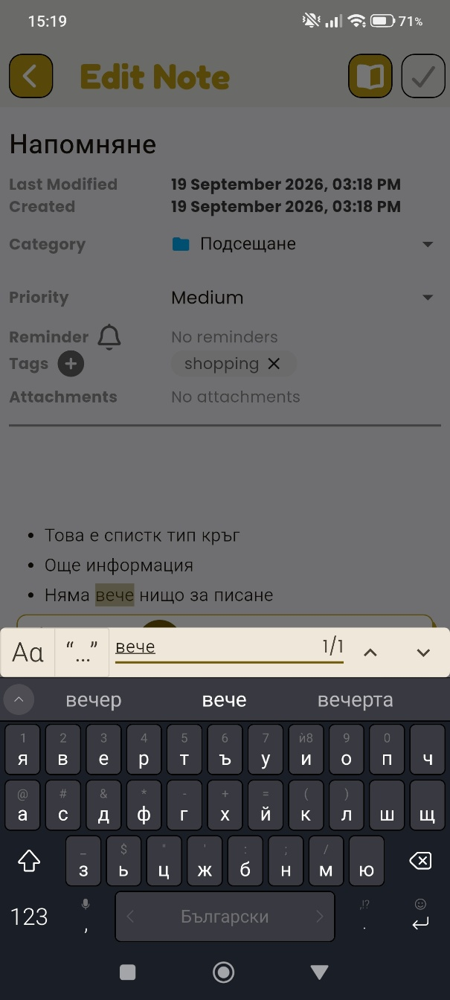 15:19 71%
Edit Note
Напомняне
Last Modified 19 September 2026, 03:18 PM
Created 19 September 2026, 03:18 PM
Category Подсещане
Priority Medium
Reminder No reminders
Tags shopping
Attachments No attachments
• Това е спистк тип кръг
• Още информация
• Няма вече нищо за писане
Aα "..." вече 1/1
вечер вече вечерта
1 2 3 4 5 6 7 ѝ8 9 0
я в е р т ъ у и о п ч
@ # & * - + = ( )
а с д ф г х й к л ш щ
_ $ " ' : ; /
з ь ц ж б н м ю
123 , Български ,!? .